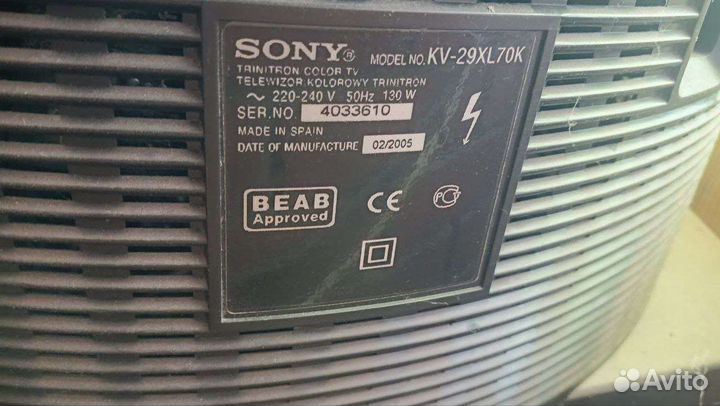 SONY® MODEL NO. KV-29XL70K
TRINITRON COLOR TV
TELEWIZOR KOLOROWY TRINITRON
~ 220-240 V 50Hz 130 W
SER.NO. 4033610
MADE IN SPAIN
DATE OF MANUFACTURE 02/2005
BEAB
Approved
CE
РСТ
Avito